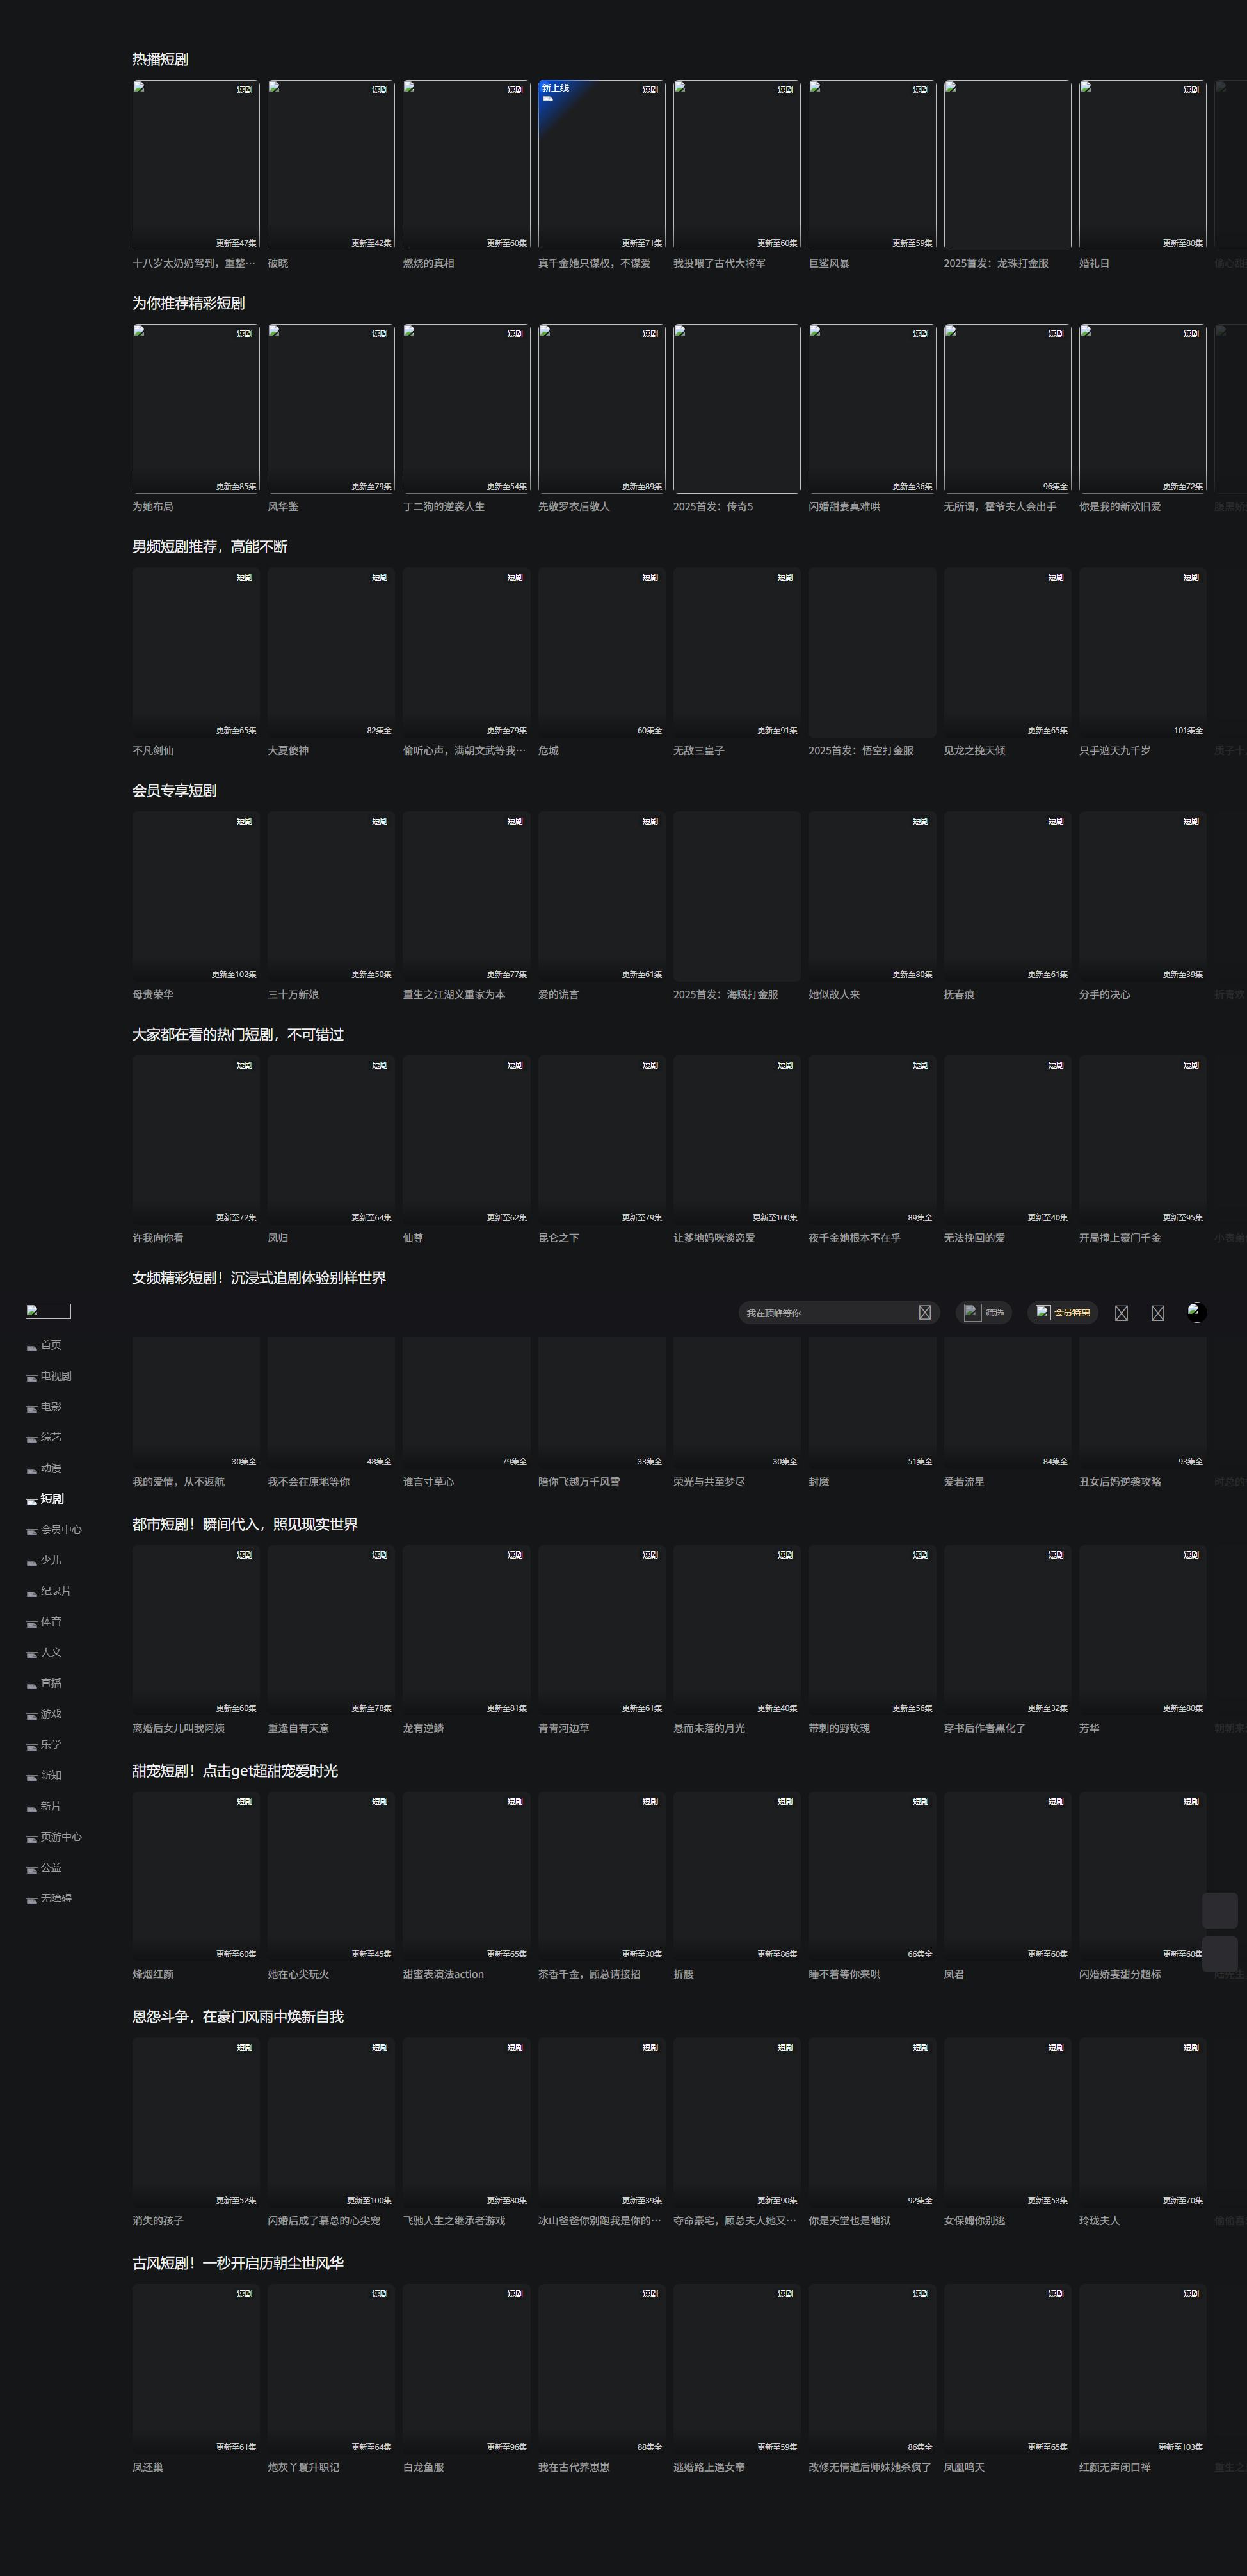 热播短剧
短剧
短剧
短剧
新上线
短剧
短剧
短剧
短剧
更新至47集
更新至42集
更新至60集
更新至71集
更新至60集
更新至59集
更新至80集
十八岁太奶奶驾到，重整…
破晓
燃烧的真相
真千金她只谋权，不谋爱
我投喂了古代大将军
巨鲨风暴
2025首发：龙珠打金服
婚礼日
为你推荐精彩短剧
短剧
短剧
短剧
短剧
短剧
短剧
短剧
更新至85集
更新至79集
更新至54集
更新至89集
更新至36集
96集全
更新至72集
为她布局
风华鉴
丁二狗的逆袭人生
先敬罗衣后敬人
2025首发：传奇5
闪婚甜妻真难哄
无所谓，霍爷夫人会出手
你是我的新欢旧爱
男频短剧推荐，高能不断
短剧
短剧
短剧
短剧
短剧
短剧
短剧
更新至65集
82集全
更新至79集
60集全
更新至91集
更新至65集
101集全
不凡剑仙
大夏傻神
偷听心声，满朝文武等我…
危城
无敌三皇子
2025首发：悟空打金服
见龙之挽天倾
只手遮天九千岁
会员专享短剧
短剧
短剧
短剧
短剧
短剧
短剧
短剧
更新至102集
更新至50集
更新至77集
更新至61集
更新至80集
更新至61集
更新至39集
母贵荣华
三十万新娘
重生之江湖义重家为本
爱的谎言
2025首发：海贼打金服
她似故人来
抚春痕
分手的决心
大家都在看的热门短剧，不可错过
短剧
短剧
短剧
短剧
短剧
短剧
短剧
短剧
更新至72集
更新至64集
更新至62集
更新至79集
更新至100集
89集全
更新至40集
更新至95集
许我向你看
凤归
仙尊
昆仑之下
让爹地妈咪谈恋爱
夜千金她根本不在乎
无法挽回的爱
开局撞上豪门千金
女频精彩短剧！沉浸式追剧体验别样世界
我在顶峰等你
筛选
会员特惠
首页
电视剧
电影
综艺
动漫
短剧
会员中心
少儿
纪录片
体育
人文
直播
游戏
乐学
新知
新片
页游中心
公益
无障碍
30集全
48集全
79集全
33集全
30集全
51集全
84集全
93集全
我的爱情，从不返航
我不会在原地等你
谁言寸草心
陪你飞越万千风雪
荣光与共至梦尽
封魔
爱若流星
丑女后妈逆袭攻略
都市短剧！瞬间代入，照见现实世界
短剧
短剧
短剧
短剧
短剧
短剧
短剧
短剧
更新至60集
更新至78集
更新至81集
更新至61集
更新至40集
更新至56集
更新至32集
更新至80集
离婚后女儿叫我阿姨
重逢自有天意
龙有逆鳞
青青河边草
悬而未落的月光
带刺的野玫瑰
穿书后作者黑化了
芳华
甜宠短剧！点击get超甜宠爱时光
短剧
短剧
短剧
短剧
短剧
短剧
短剧
短剧
更新至60集
更新至45集
更新至65集
更新至30集
更新至86集
66集全
更新至60集
更新至60集
烽烟红颜
她在心尖玩火
甜蜜表演法action
茶香千金，顾总请接招
折腰
睡不着等你来哄
凤君
闪婚娇妻甜分超标
恩怨斗争，在豪门风雨中焕新自我
短剧
短剧
短剧
短剧
短剧
短剧
短剧
短剧
更新至52集
更新至100集
更新至80集
更新至39集
更新至90集
92集全
更新至53集
更新至70集
消失的孩子
闪婚后成了慕总的心尖宠
飞驰人生之继承者游戏
冰山爸爸你别跑我是你的…
夺命豪宅，顾总夫人她又…
你是天堂也是地狱
女保姆你别逃
玲珑夫人
古风短剧！一秒开启历朝尘世风华
短剧
短剧
短剧
短剧
短剧
短剧
短剧
短剧
更新至61集
更新至64集
更新至96集
88集全
更新至59集
86集全
更新至65集
更新至103集
凤还巢
炮灰丫鬟升职记
白龙鱼服
我在古代养崽崽
逃婚路上遇女帝
改修无情道后师妹她杀疯了
凤凰鸣天
红颜无声闭口禅